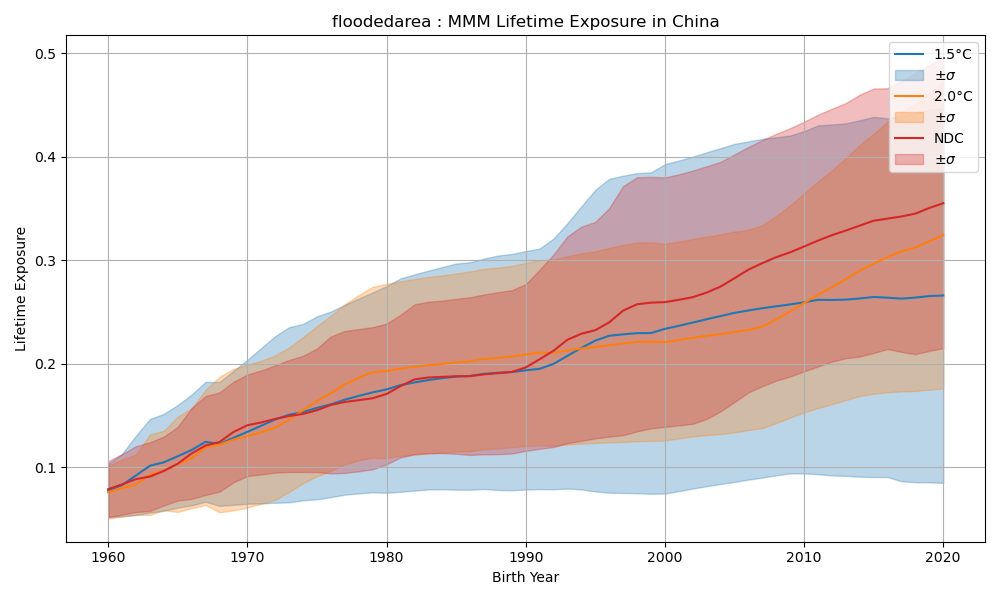 floodedarea : MMM Lifetime Exposure in China
Lifetime Exposure
0.5
0.4
0.3
0.2
0.1
1960 1970 1980 1990 2000 2010 2020
Birth Year
1.5°C
±σ
2.0°C
±σ
NDC
±σ